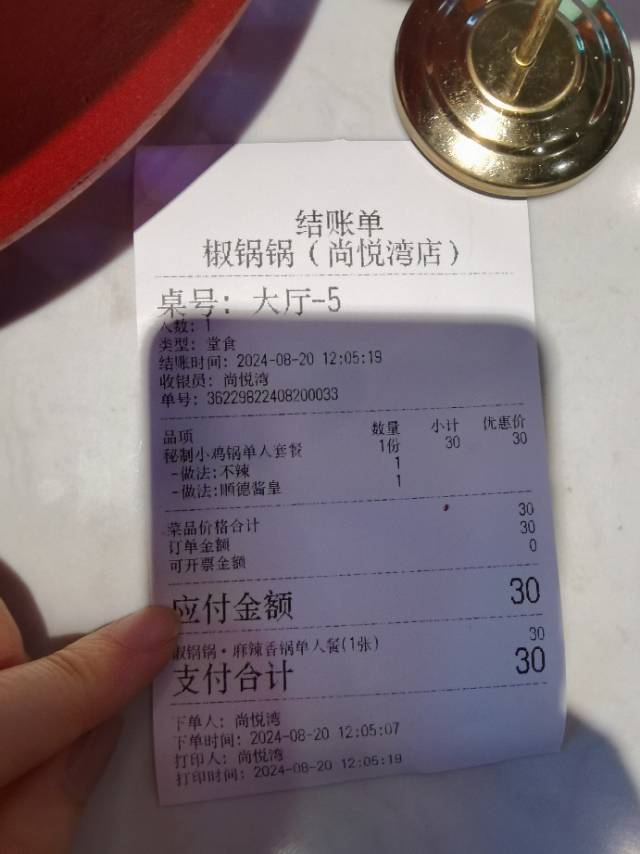 结账单
椒锅锅（尚悦湾店）
桌号: 大厅-5
人数: 1
类型: 堂食
结账时间: 2024-08-20 12:05:19
收银员: 尚悦湾
单号: 36229822408200033
品项 数量 小计 优惠价
秘制小鸡锅单人套餐 1份 30 30
-做法:不辣 1
-做法:顺德酱皇 1
菜品价格合计 30
订单金额 30
可开票金额 0
应付金额 30
椒锅锅·麻辣香锅单人餐(1张) 30
支付合计 30
下单人: 尚悦湾
下单时间: 2024-08-20 12:05:07
打印人: 尚悦湾
打印时间: 2024-08-20 12:05:19